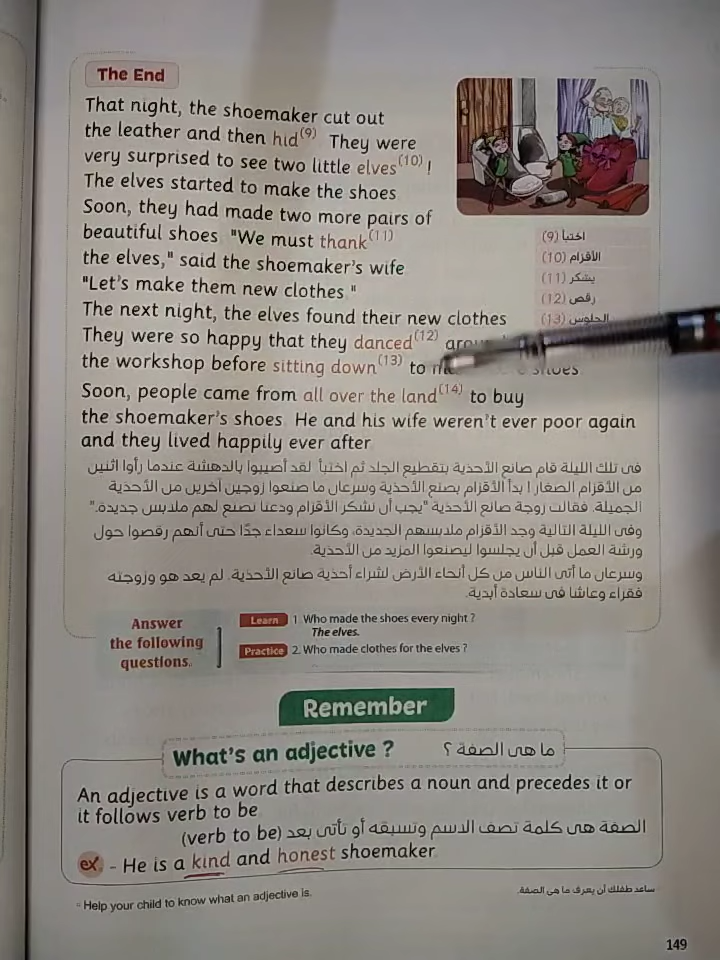 The End
That night, the shoemaker cut out
the leather and then hid(9) They were
very surprised to see two little elves(10)!
The elves started to make the shoes
Soon, they had made two more pairs of
beautiful shoes "We must thank(11)
the elves," said the shoemaker's wife
"Let's make them new clothes"
The next night, the elves found their new clothes
They were so happy that they danced(12)
the workshop before sitting down(13) to shoes
Soon, people came from all over the land(14) to buy
the shoemaker's shoes He and his wife weren't ever poor again
and they lived happily ever after
(9) اختبأ
(10) الأقزام
(11) يشكر
(12) رقص
(13) الجلوس
فى تلك الليلة قام صانع الأحذية بتقطيع الجلد ثم اختبأ لقد أصيبوا بالدهشة عندما رأوا اثنين
من الأقزام الصغار! بدأ الأقزام بصنع الأحذية وسرعان ما صنعوا زوجين آخرين من الأحذية
الجميلة. فقالت زوجة صانع الأحذية "يجب أن نشكر الأقزام ودعنا نصنع لهم ملابس جديدة."
وفى الليلة التالية وجد الأقزام ملابسهم الجديدة، وكانوا سعداء جدًا حتى أنهم رقصوا حول
ورشة العمل قبل أن يجلسوا ليصنعوا المزيد من الأحذية.
وسرعان ما أتى الناس من كل أنحاء الأرض لشراء أحذية صانع الأحذية. لم يعد هو وزوجته
فقراء وعاشا فى سعادة أبدية.
Answer
the following
questions.
Learn 1 Who made the shoes every night ?
The elves.
Practice 2. Who made clothes for the elves ?
Remember
What's an adjective ? ما هى الصفة ؟
An adjective is a word that describes a noun and precedes it or
it follows verb to be
الصفة هى كلمة تصف الاسم وتسبقه أو تأتى بعد (verb to be)
ex. - He is a kind and honest shoemaker
Help your child to know what an adjective is.
ساعد طفلك أن يعرف ما هى الصفة.
149